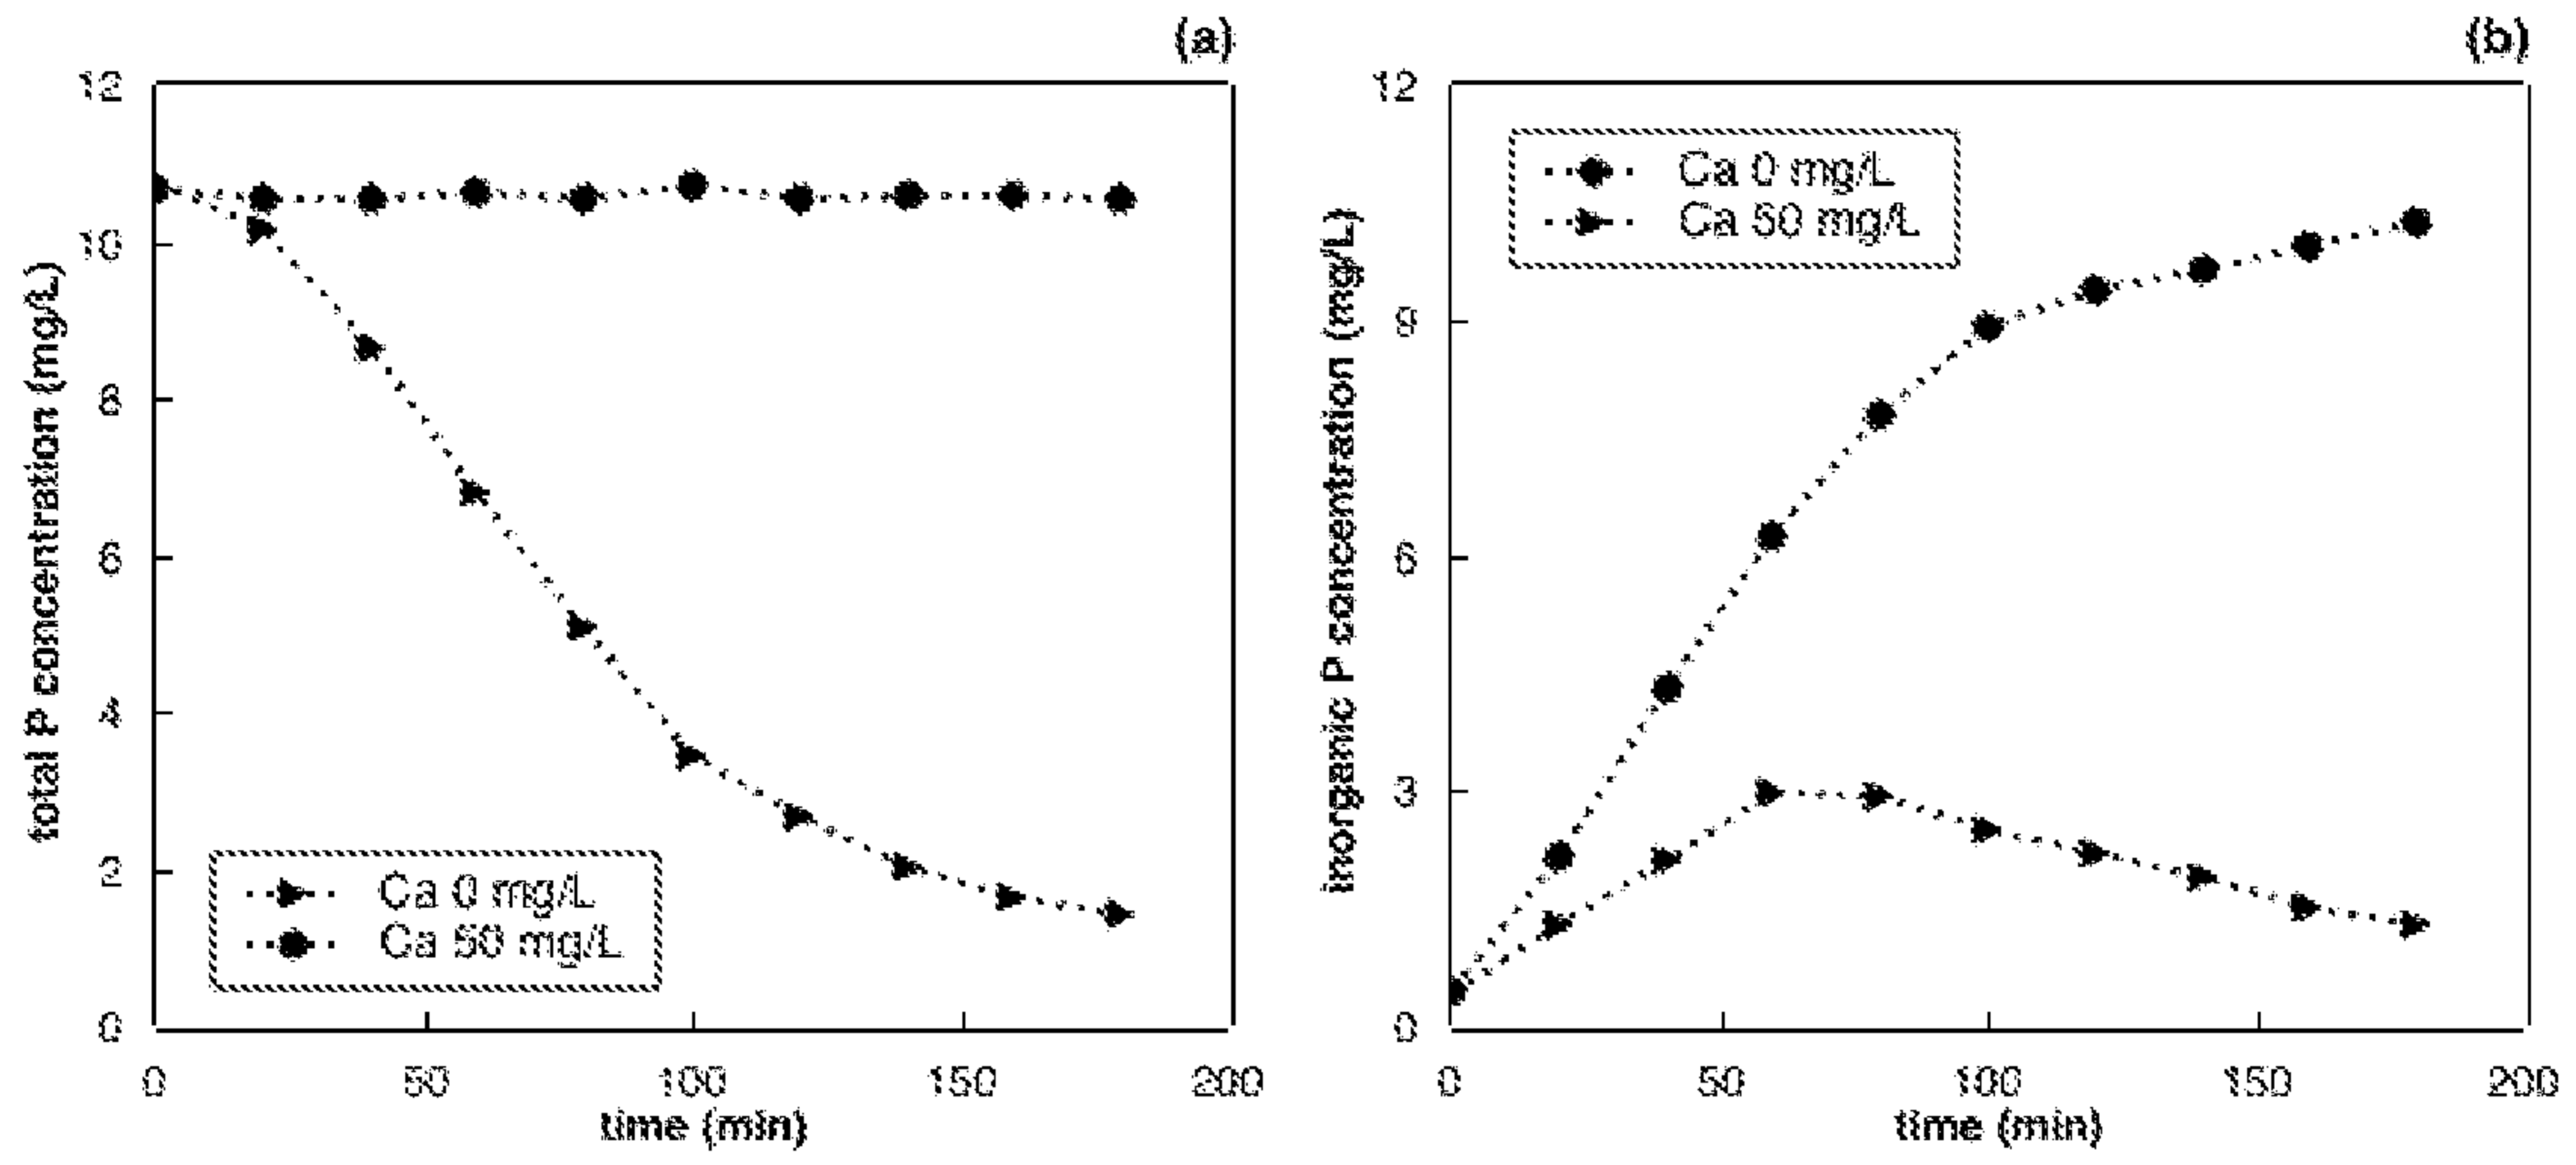 (a)
total P concentration (mg/L)
12
10
8
6
4
2
0
Ca 0 mg/L
Ca 50 mg/L
0 50 100 150 200
time (min)
(b)
inorganic P concentration (mg/L)
12
9
6
3
0
Ca 0 mg/L
Ca 50 mg/L
0 50 100 150 200
time (min)